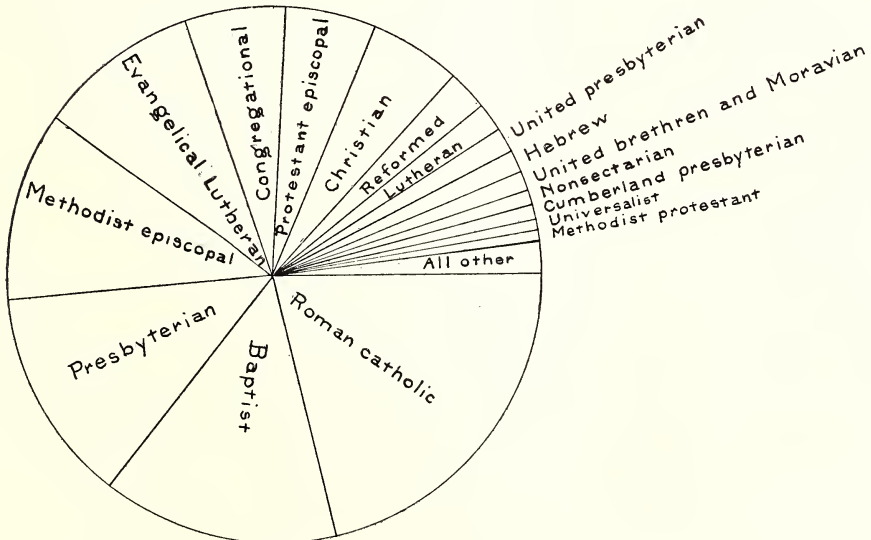 United presbyterian
Hebrew
United brethren and Moravian
Nonsectarian
Cumberland presbyterian
Universalist
Methodist protestant
All other
Roman catholic
Baptist
Presbyterian
Methodist episcopal
Evangelical Lutheran
Congregational
Protestant episcopal
Christian
Reformed
Lutheran